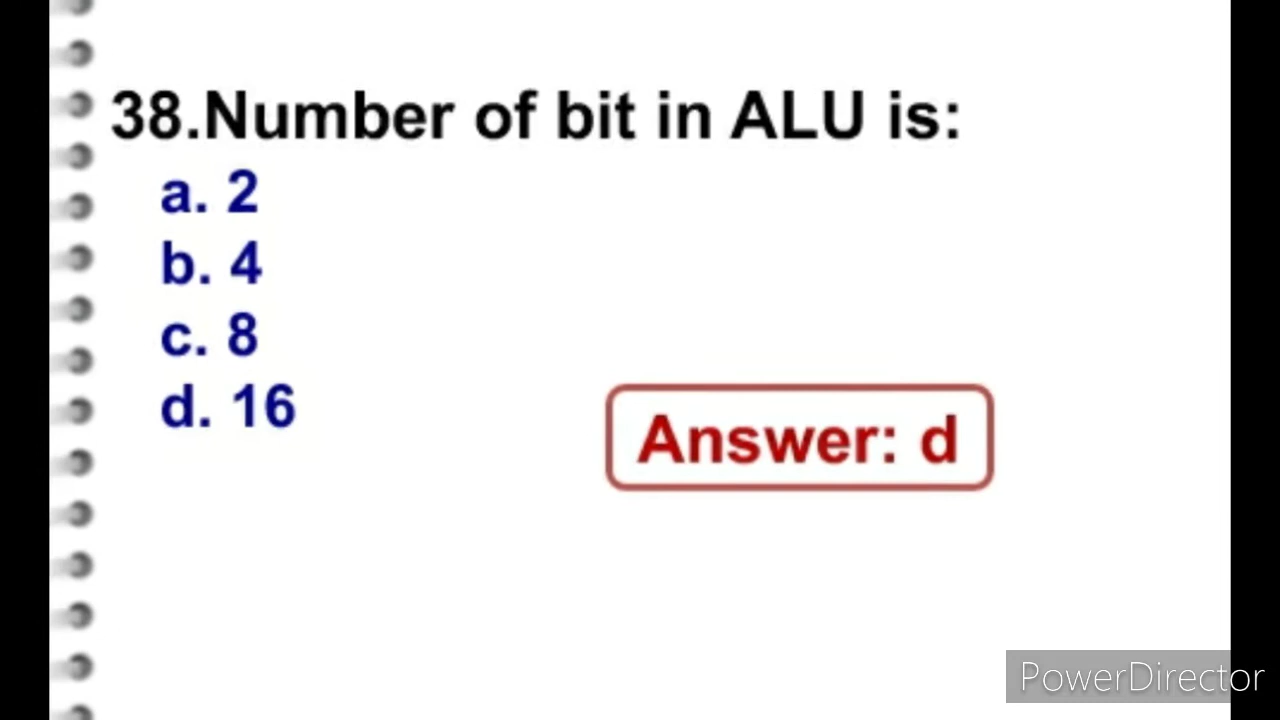 38.Number of bit in ALU is:
a. 2
b. 4
c. 8
d. 16
Answer: d
PowerDirector